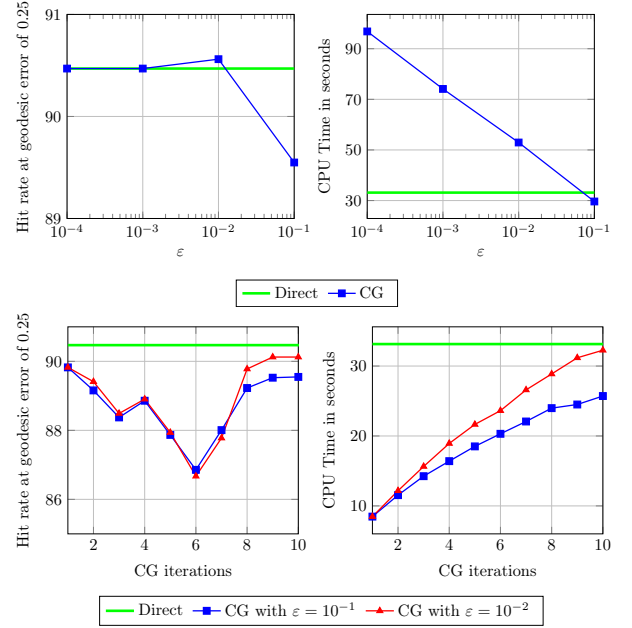 Hit rate at geodesic error of 0.25
91
90
89
10⁻⁴
10⁻³
10⁻²
10⁻¹
ε
CPU Time in seconds
90
70
50
30
10⁻⁴
10⁻³
10⁻²
10⁻¹
ε
Direct CG
Hit rate at geodesic error of 0.25
90
88
86
2 4 6 8 10
CG iterations
CPU Time in seconds
30
20
10
2 4 6 8 10
CG iterations
Direct CG with ε = 10⁻¹ CG with ε = 10⁻²